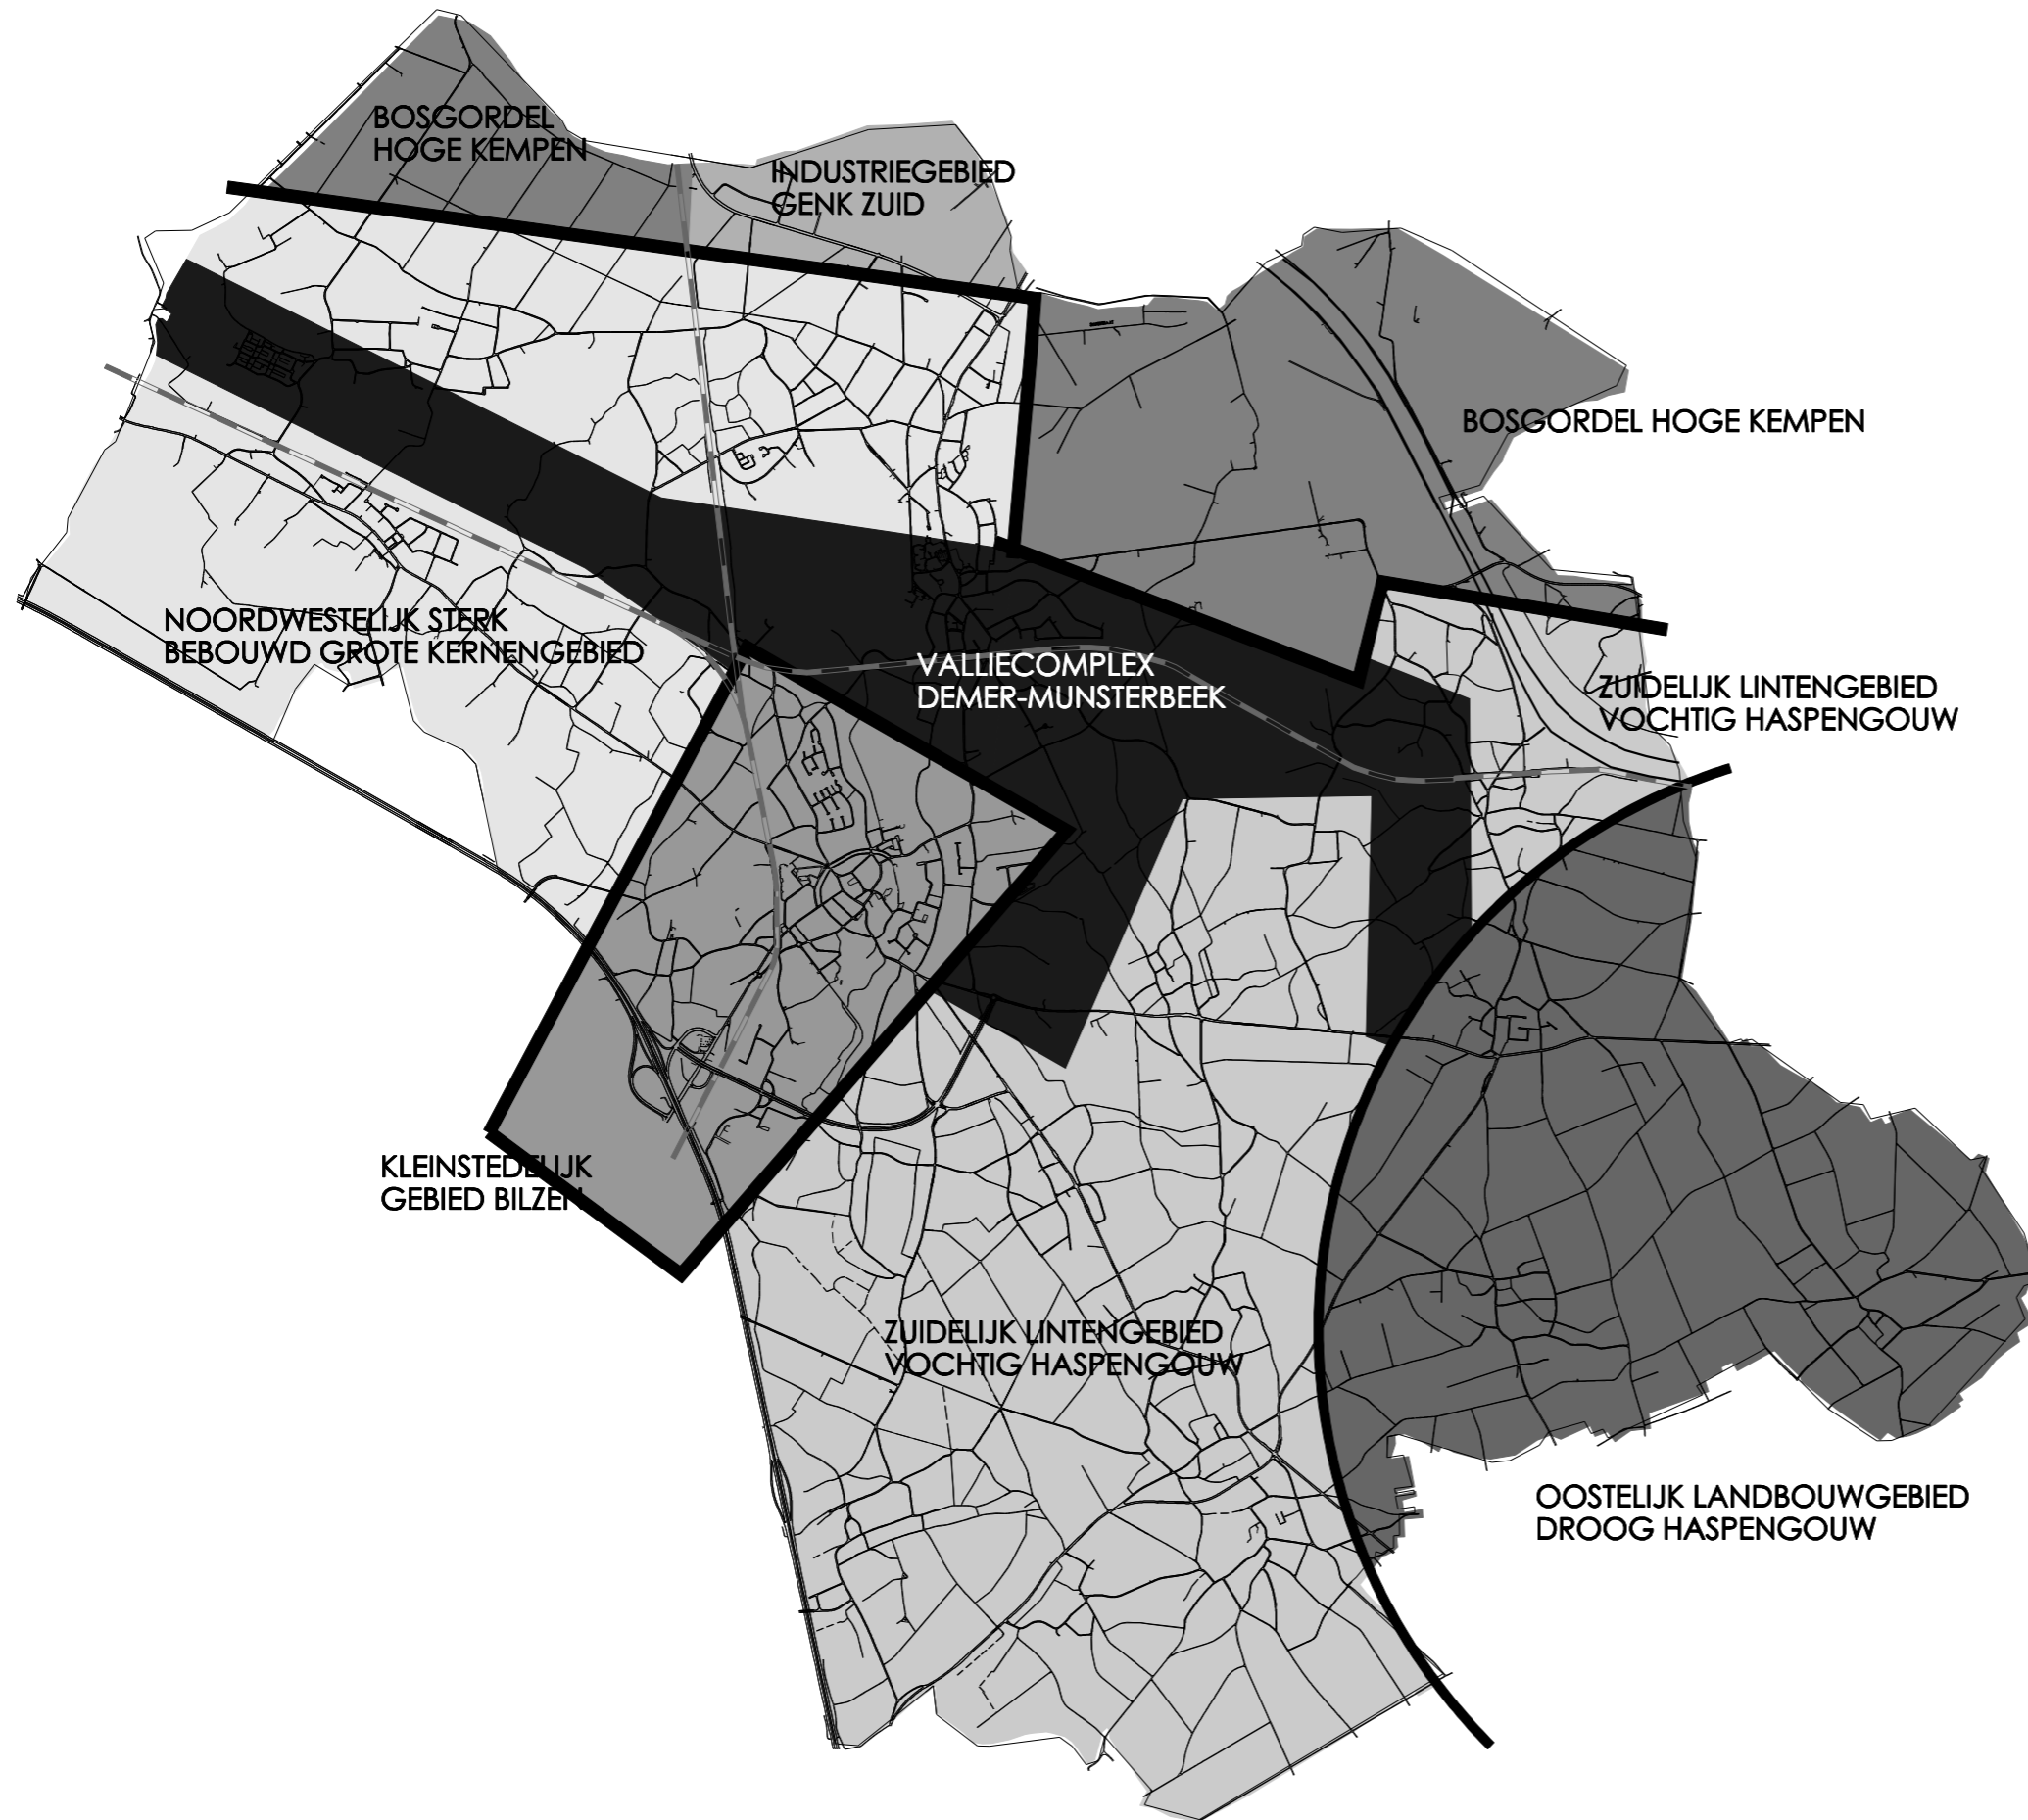 BOSGORDEL
HOGE KEMPEN
INDUSTRIEGEBIED
GENK ZUID
BOSGORDEL HOGE KEMPEN
NOORDWESTELIJK STERK
BEBOUWD GROTE KERNENGEBIED
VALLIECOMPLEX
DEMER-MUNSTERBEEK
ZUIDELIJK LINTENGEBIED
VOCHTIG HASPENGOUW
KLEINSTEDELIJK
GEBIED BILZEN
ZUIDELIJK LINTENGEBIED
VOCHTIG HASPENGOUW
OOSTELIJK LANDBOUWGEBIED
DROOG HASPENGOUW